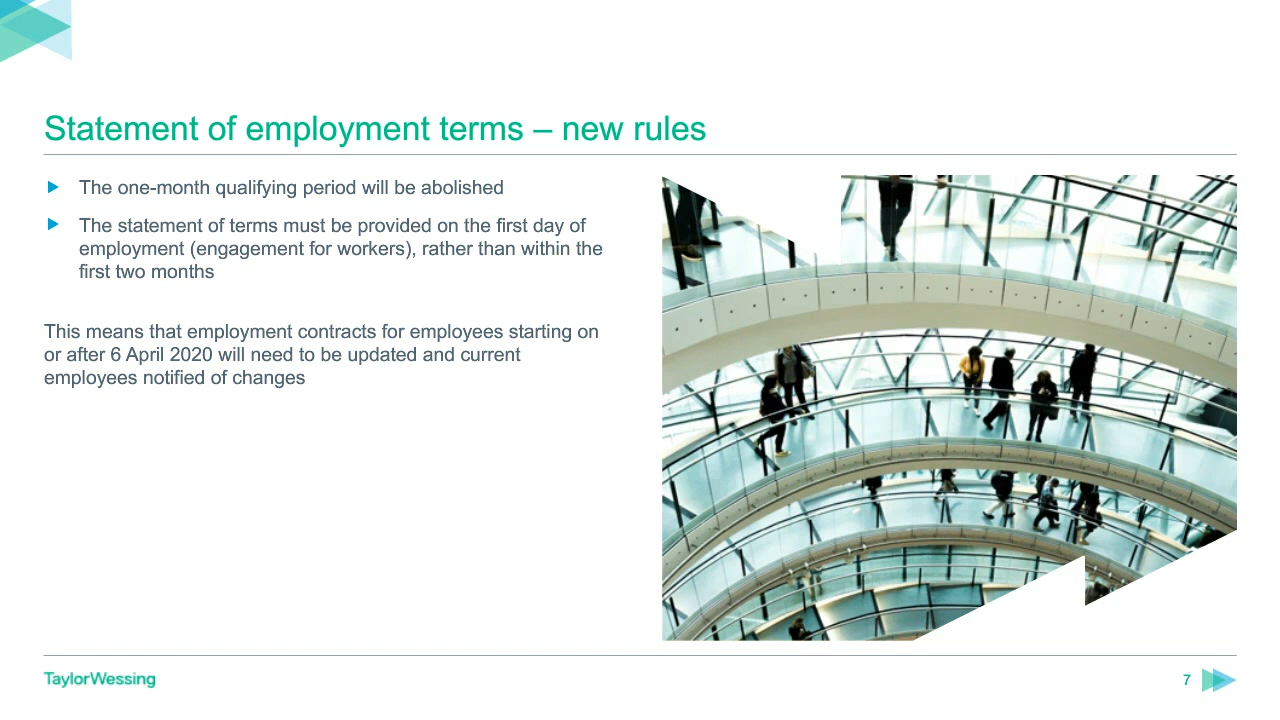 Statement of employment terms – new rules
The one-month qualifying period will be abolished
The statement of terms must be provided on the first day of
employment (engagement for workers), rather than within the
first two months
This means that employment contracts for employees starting on
or after 6 April 2020 will need to be updated and current
employees notified of changes
TaylorWessing
7